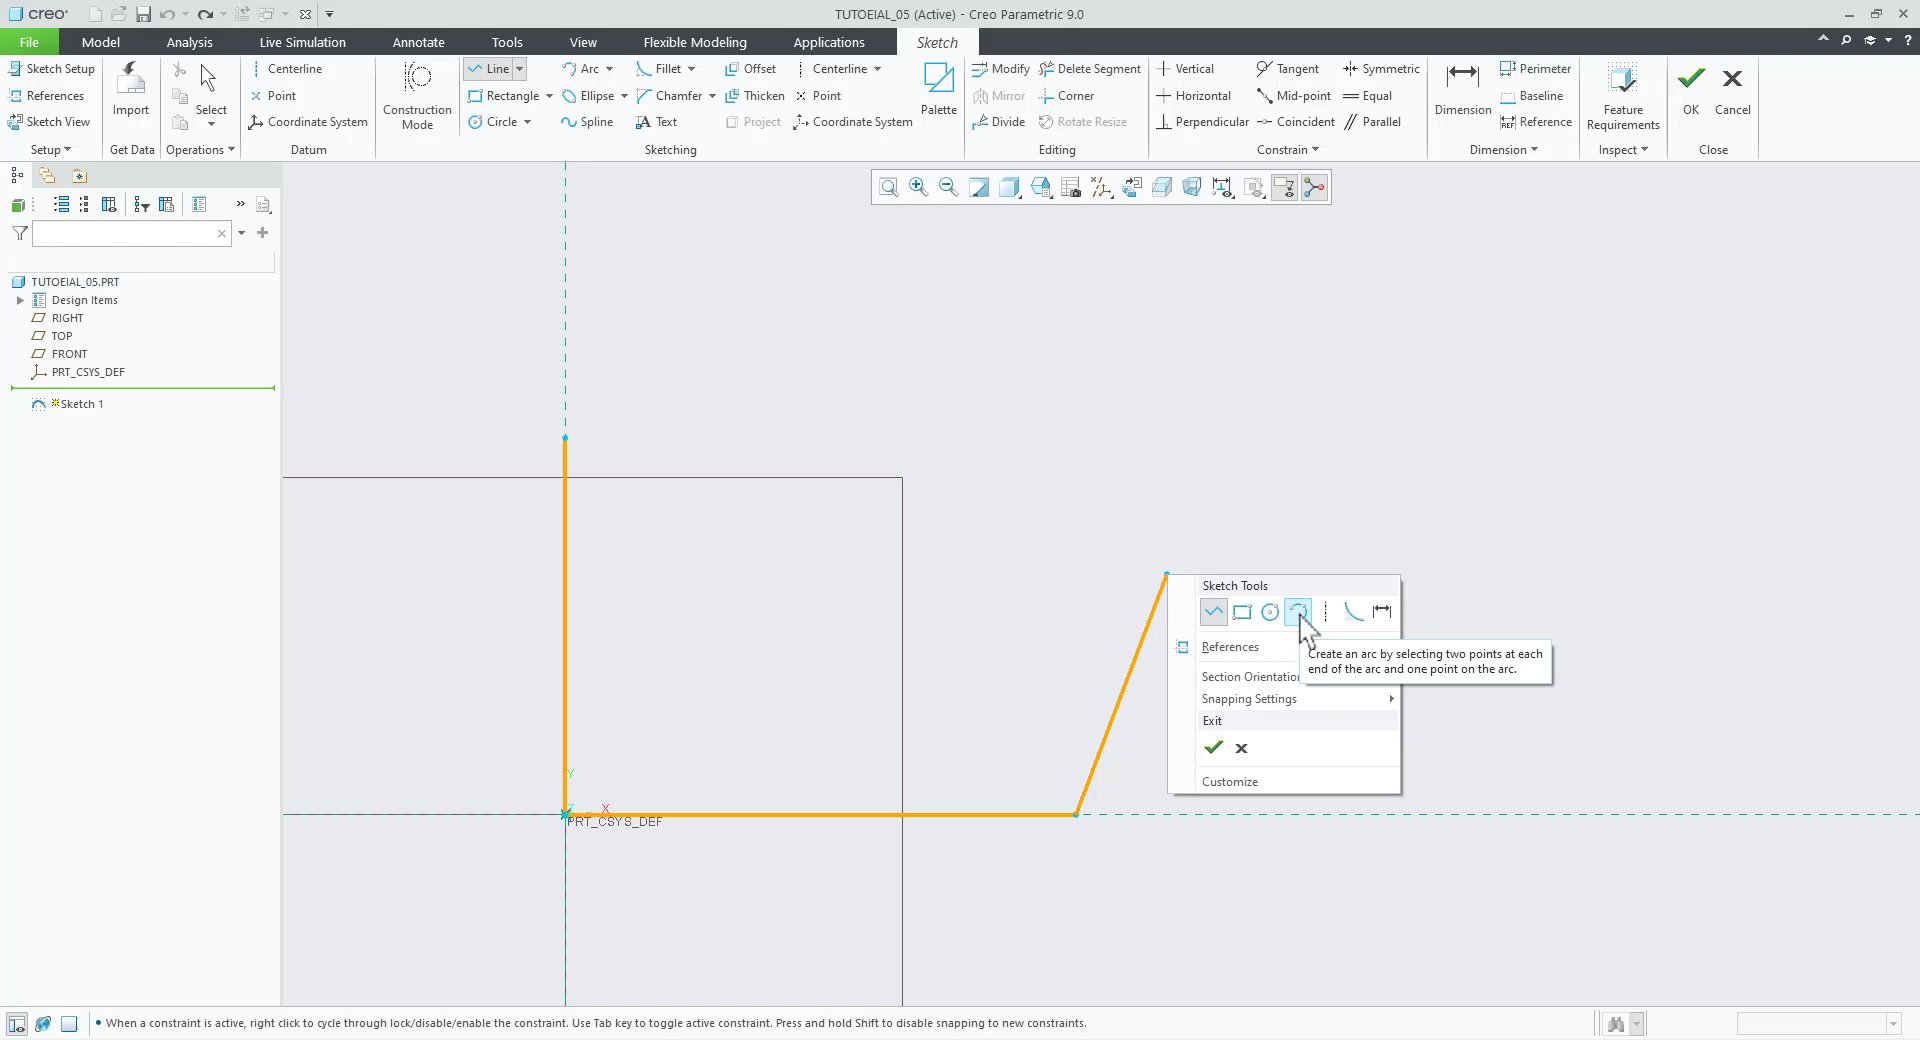 creo
TUTOEIAL_05 (Active) - Creo Parametric 9.0
File Model Analysis Live Simulation Annotate Tools View Flexible Modeling Applications Sketch
Sketch Setup
References
Sketch View
Setup
Import
Get Data
Select
Operations
Centerline
Point
Coordinate System
Datum
Construction
Mode
Line Arc Fillet Offset Centerline
Rectangle Ellipse Chamfer Thicken Point
Circle Spline Text Project Coordinate System
Palette
Sketching
Modify Delete Segment
Mirror Corner
Divide Rotate Resize
Editing
Vertical Tangent Symmetric
Horizontal Mid-point Equal
Perpendicular Coincident Parallel
Constrain
Dimension
Perimeter
Baseline
Reference
Dimension
Feature
Requirements
Inspect
OK Cancel
Close
TUTOEIAL_05.PRT
Design Items
RIGHT
TOP
FRONT
PRT_CSYS_DEF
Sketch 1
Sketch Tools
References
Create an arc by selecting two points at each
end of the arc and one point on the arc.
Section Orientation
Snapping Settings
Exit
Customize
Y
X
PRT_CSYS_DEF
When a constraint is active, right click to cycle through lock/disable/enable the constraint. Use Tab key to toggle active constraint. Press and hold Shift to disable snapping to new constraints.